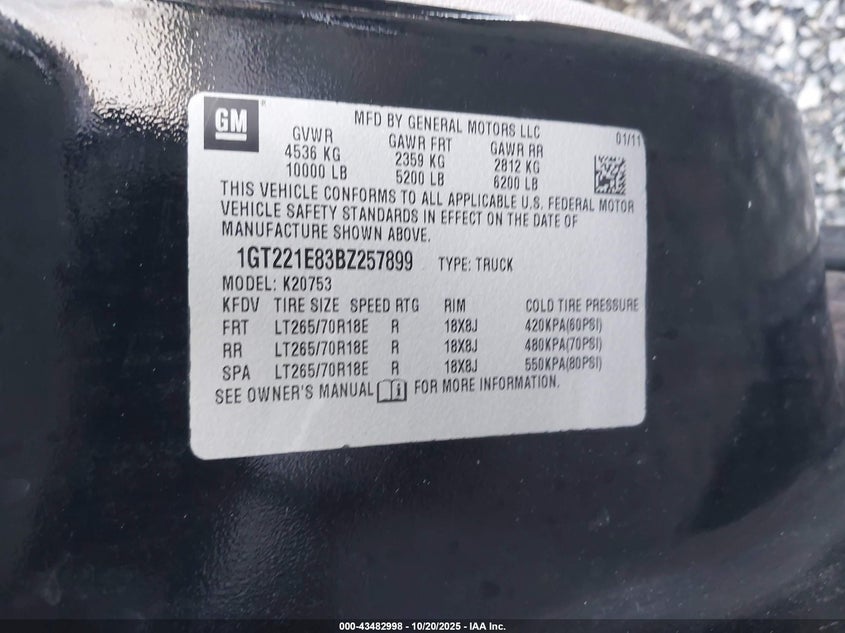 GM
MFD BY GENERAL MOTORS LLC
01/11
GVWR GAWR FRT GAWR RR
4536 KG 2359 KG 2812 KG
10000 LB 5200 LB 6200 LB
THIS VEHICLE CONFORMS TO ALL APPLICABLE U.S. FEDERAL MOTOR
VEHICLE SAFETY STANDARDS IN EFFECT ON THE DATE OF
MANUFACTURE SHOWN ABOVE.
1GT221E83BZ257899 TYPE: TRUCK
MODEL: K20753
KFDV TIRE SIZE SPEED RTG RIM COLD TIRE PRESSURE
FRT LT265/70R18E R 18X8J 420KPA(60PSI)
RR LT265/70R18E R 18X8J 480KPA(70PSI)
SPA LT265/70R18E R 18X8J 550KPA(80PSI)
SEE OWNER'S MANUAL FOR MORE INFORMATION.
000-43482998 - 10/20/2025 - IAA Inc.